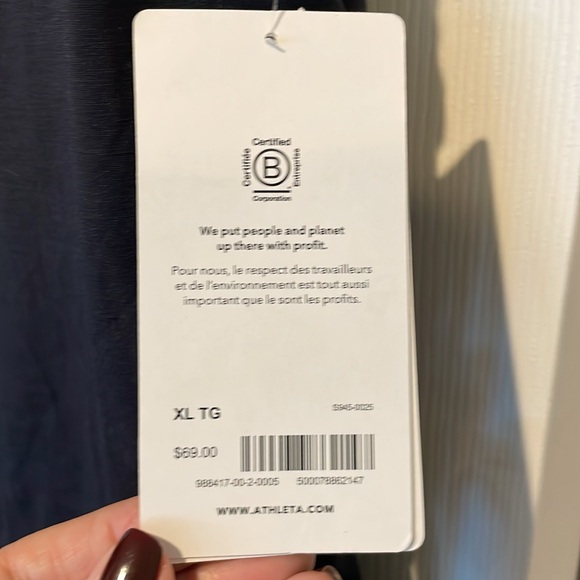 Certified
Certifiée
B
Entreprise
Corporation
We put people and planet
up there with profit.
Pour nous, le respect des travailleurs
et de l'environnement est tout aussi
important que le sont les profits.
XL TG
S945-0025
$69.00
988417-00-2-0005 500078862147
WWW.ATHLETA.COM